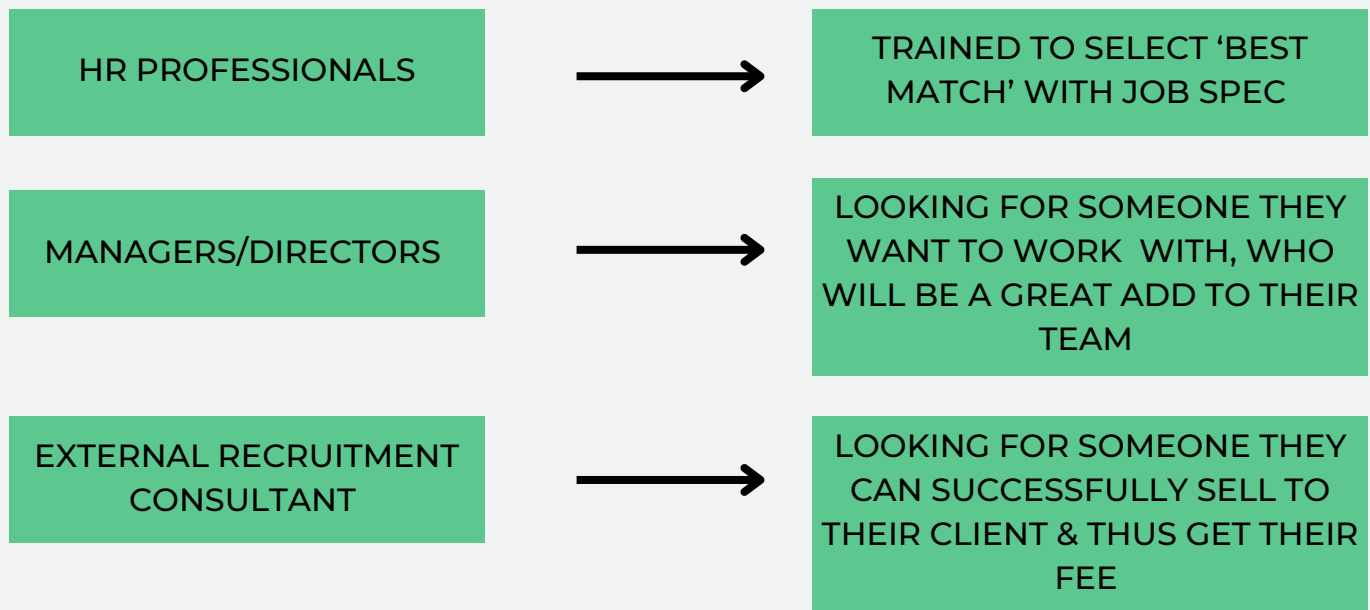 HR PROFESSIONALS
TRAINED TO SELECT ‘BEST
MATCH’ WITH JOB SPEC
MANAGERS/DIRECTORS
LOOKING FOR SOMEONE THEY
WANT TO WORK  WITH, WHO
WILL BE A GREAT ADD TO THEIR
TEAM
EXTERNAL RECRUITMENT
CONSULTANT
LOOKING FOR SOMEONE THEY
CAN SUCCESSFULLY SELL TO
THEIR CLIENT & THUS GET THEIR
FEE